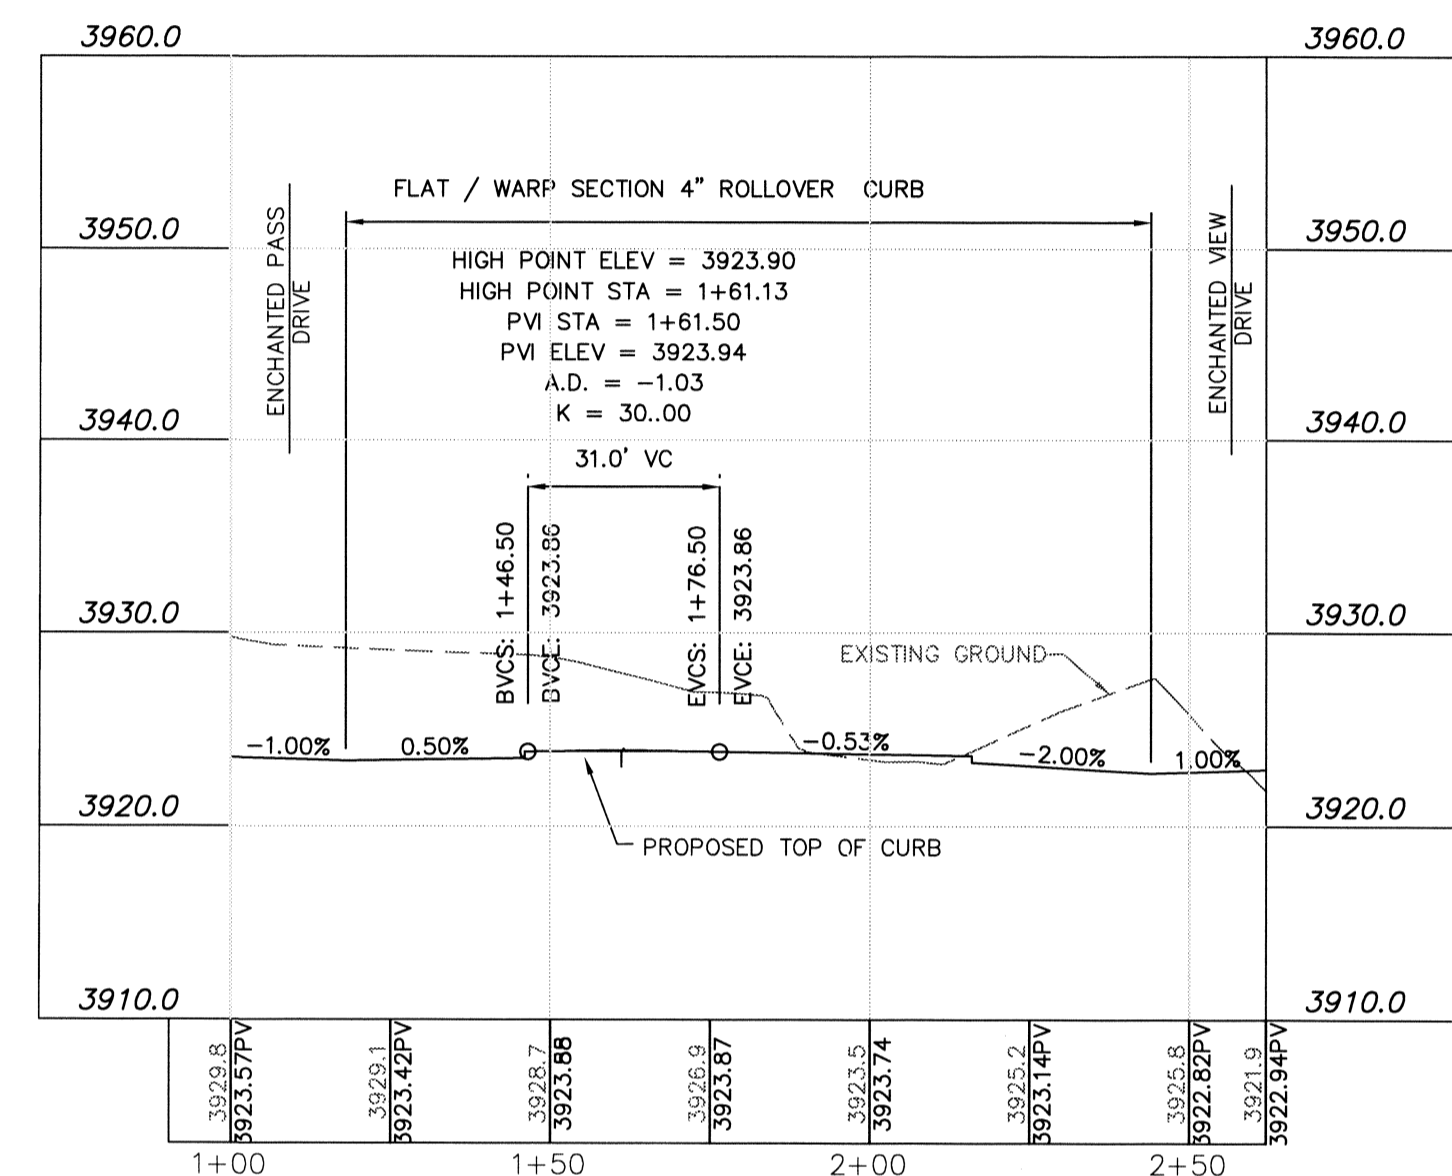 3960.0 3960.0
FLAT / WARP SECTION 4" ROLLOVER CURB
ENCHANTED PASS
DRIVE
ENCHANTED VIEW
DRIVE
3950.0 3950.0
HIGH POINT ELEV = 3923.90
HIGH POINT STA = 1+61.13
PVI STA = 1+61.50
PVI ELEV = 3923.94
A.D. = -1.03
K = 30..00
3940.0 3940.0
31.0' VC
BVCS: 1+46.50
BVCE: 3923.86
EVCS: 1+76.50
EVCE: 3923.86
3930.0 3930.0
EXISTING GROUND
-1.00% 0.50% -0.53% -2.00% 1.00%
3920.0 3920.0
PROPOSED TOP OF CURB
3910.0 3910.0
3929.8
3923.57PV
3929.1
3923.42PV
3928.7
3923.88
3926.9
3923.87
3923.5
3923.74
3925.2
3923.14PV
3925.8
3922.82PV
3921.9
3922.94PV
1+00 1+50 2+00 2+50